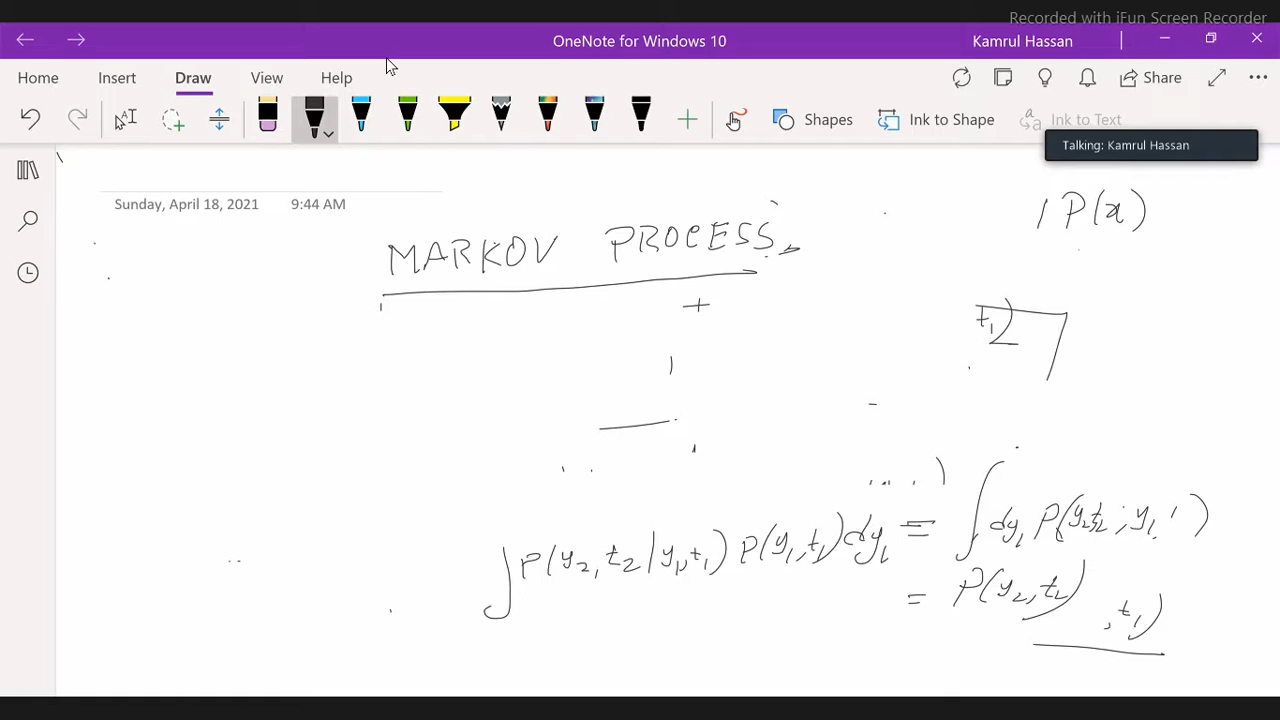 Recorded with iFun Screen Recorder
OneNote for Windows 10
Kamrul Hassan
Home Insert Draw View Help
Share
Shapes
Ink to Shape
Ink to Text
Talking: Kamrul Hassan
Sunday, April 18, 2021 9:44 AM
MARKOV PROCESS
P(x)
t₁)
∫ P(y₂, t₂ | y₁, t₁) P(y₁, t₁) dy₁ = ∫ dy₁ P(y₂t₂ ; y₁, )
= P(y₂, t₂)
, t₁)